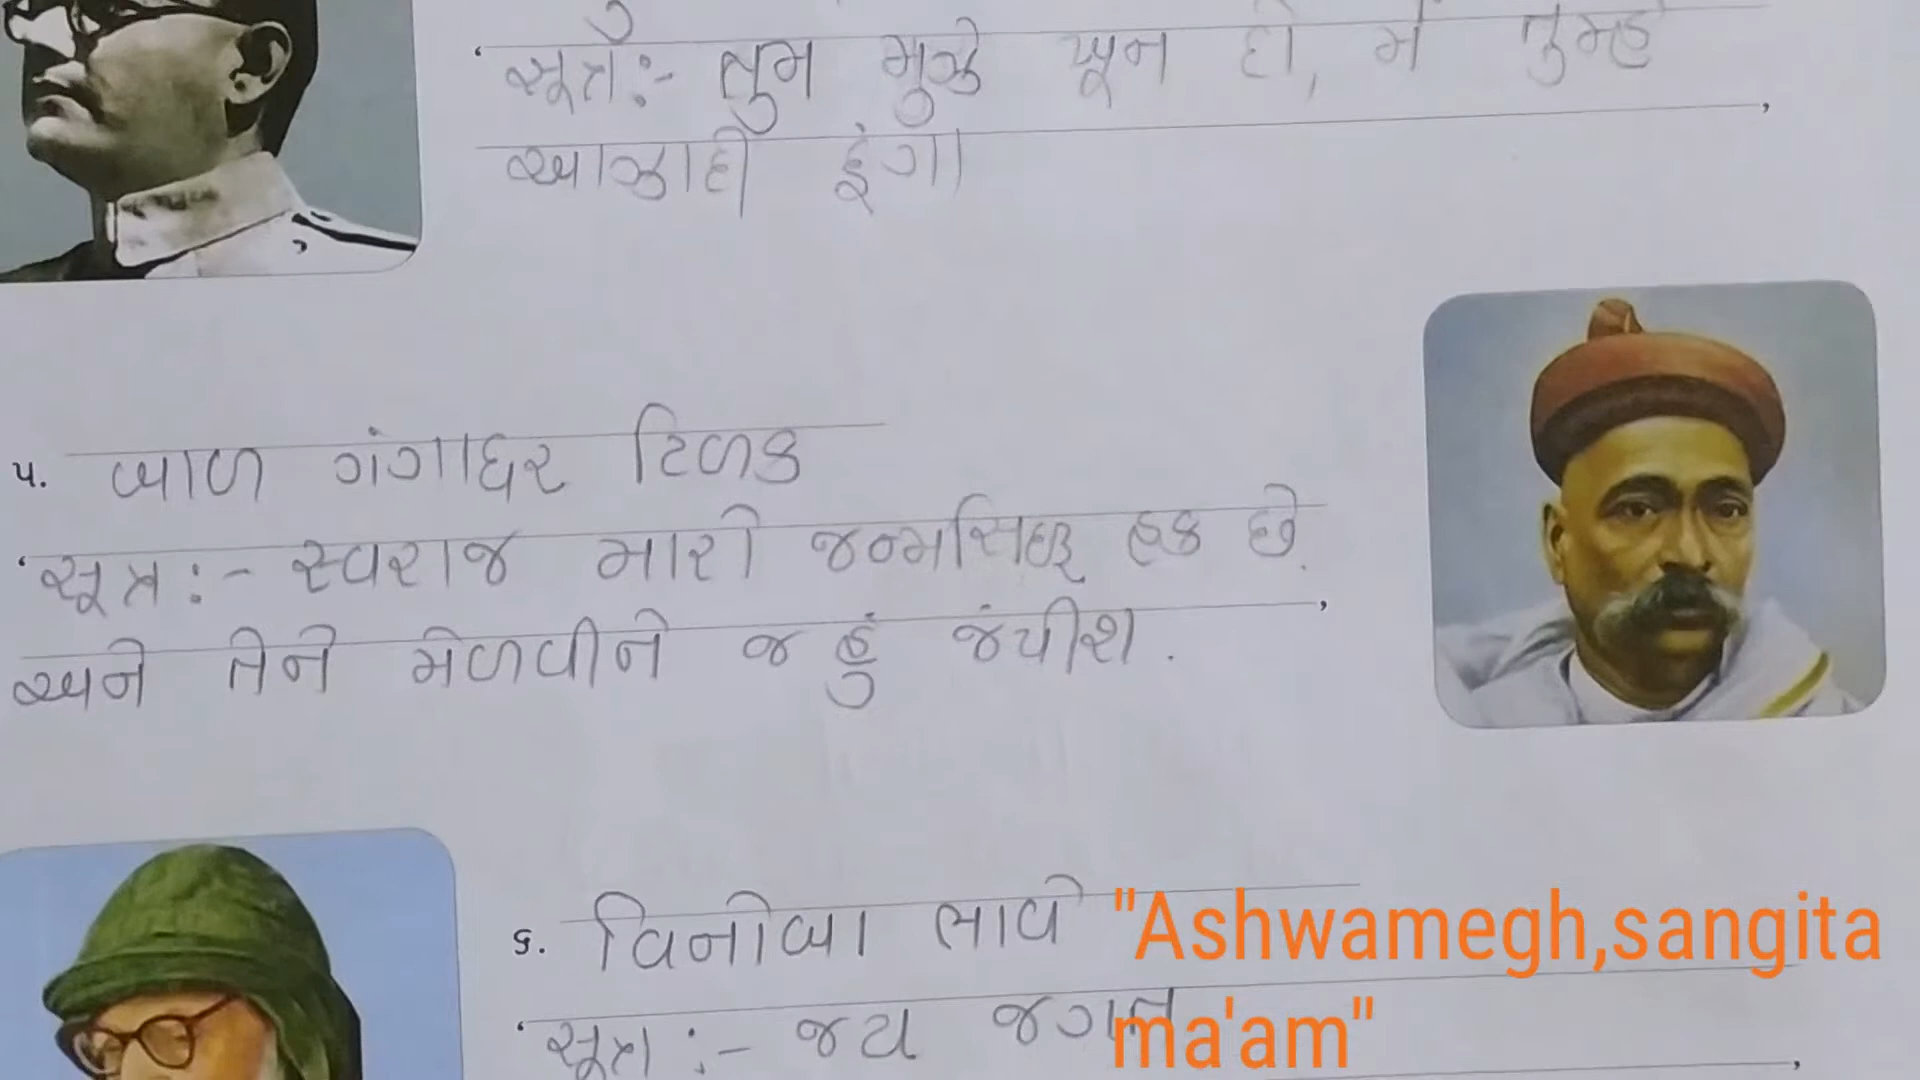 'સૂત્ર:- તુમ મુઝે ખૂન દો, મેં તુમ્હે
આઝાદી દુંગા ’
૫. બાળ ગંગાધર ટિળક
'સૂત્ર :- સ્વરાજ મારો જન્મસિદ્ધ હક છે.
અને તેને મેળવીને જ હું જંપીશ. ’
૬. વિનોબા ભાવે
'સૂત્ર :- જય જગત ’
"Ashwamegh,sangita
ma'am"